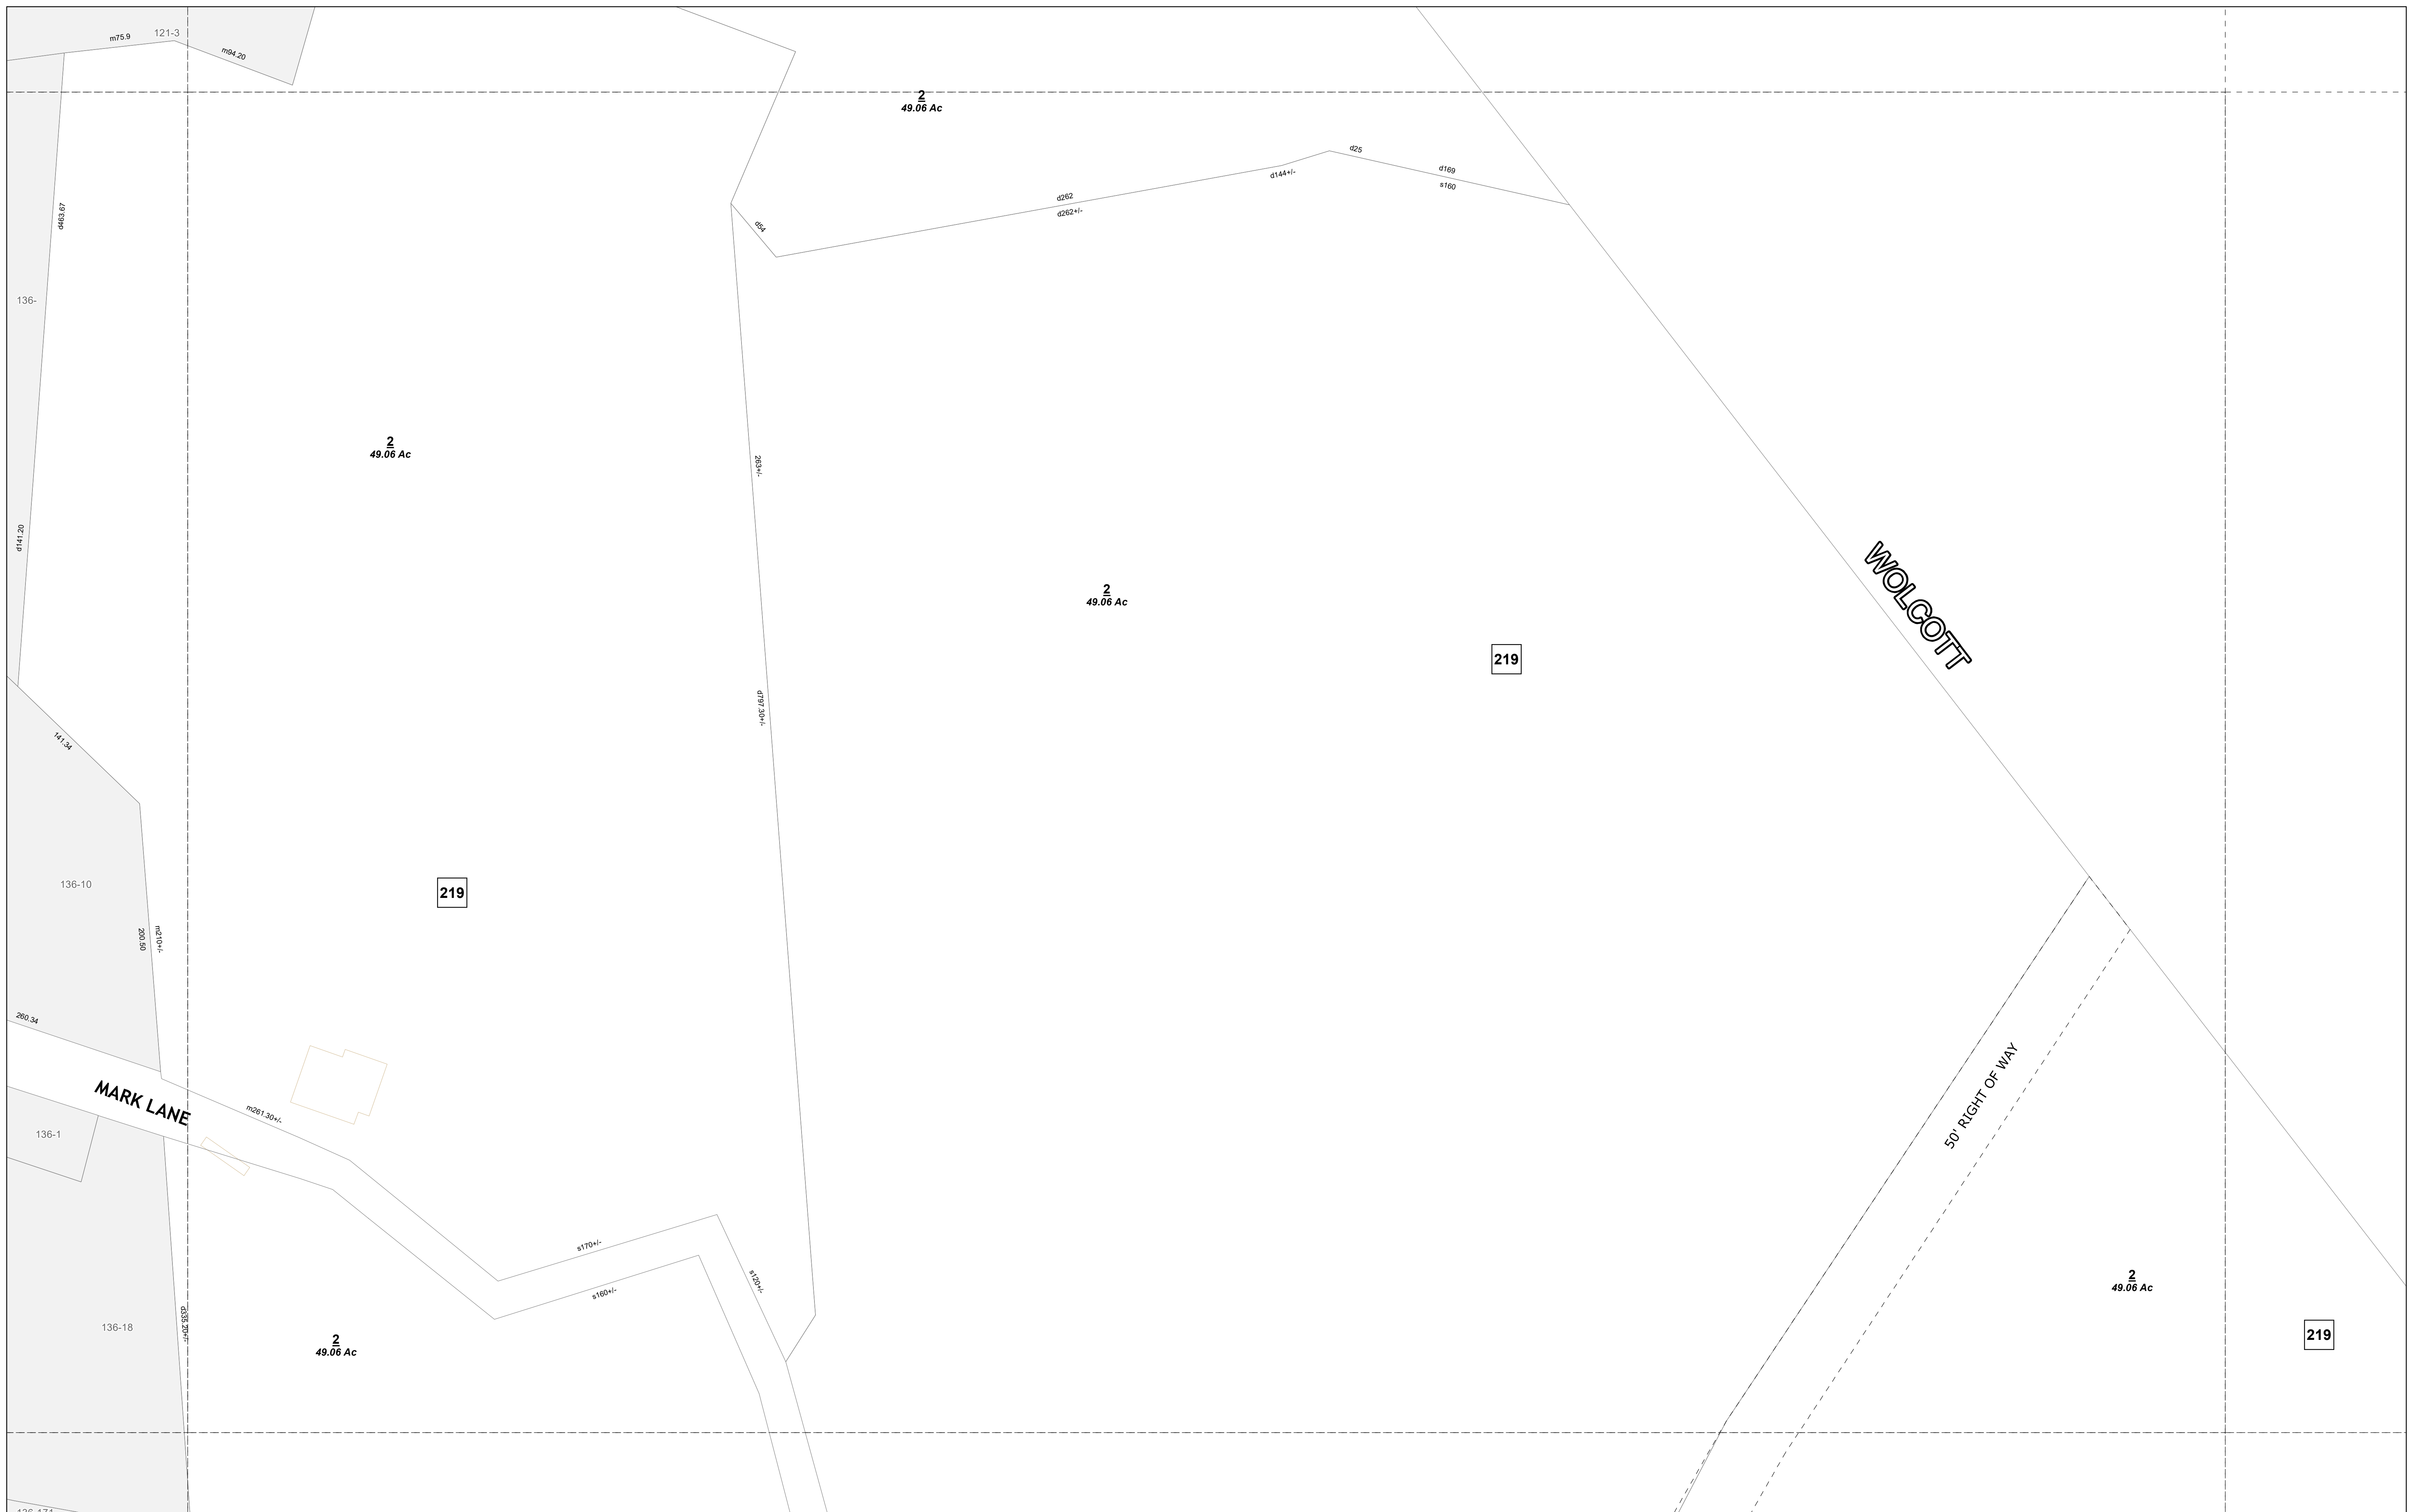 m75.9
121-3
m94.20
2
49.06 Ac
d25
d169
s160
d144+/-
d262
d262+/-
d54
d463.67
136-
2
49.06 Ac
263+/-
d141.20
2
49.06 Ac
WOLCOTT
219
d797.30+/-
141.34
136-10
219
200.50
m210+/-
260.34
MARK LANE
m261.30+/-
50' RIGHT OF WAY
136-1
s170+/-
s120+/-
s160+/-
2
49.06 Ac
d335.20+/-
136-18
219
2
49.06 Ac